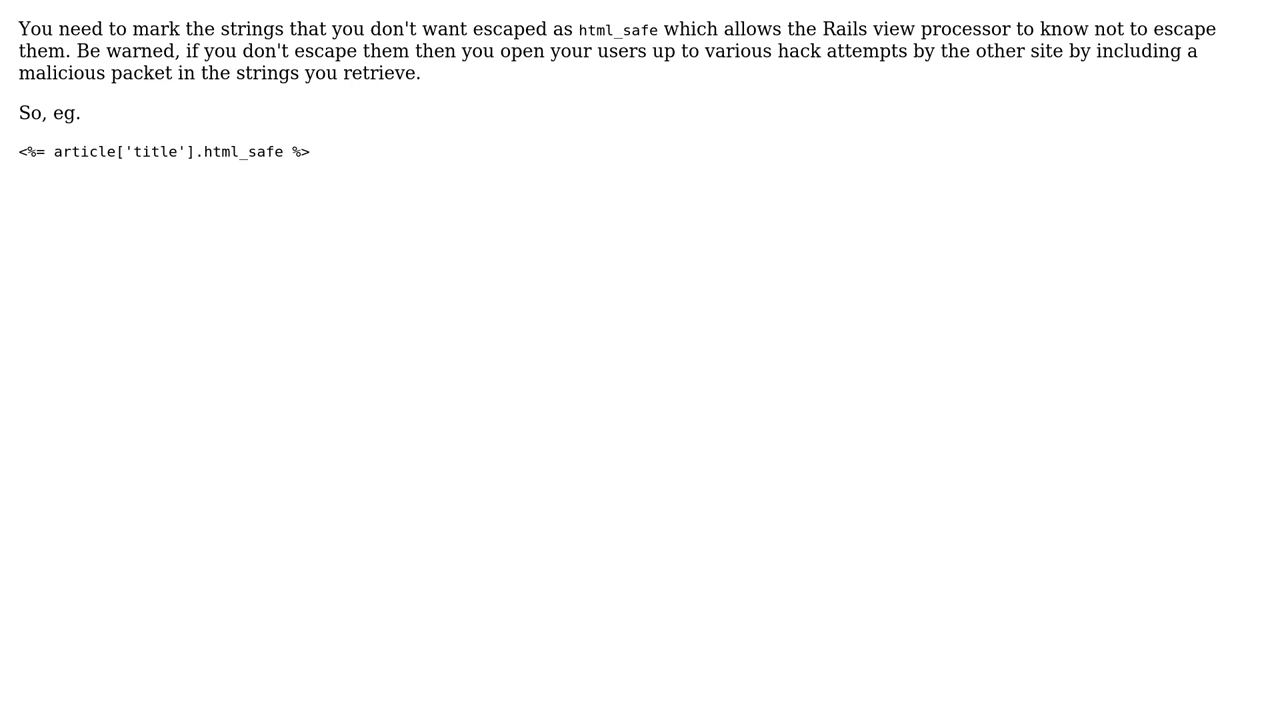 You need to mark the strings that you don't want escaped as html_safe which allows the Rails view processor to know not to escape
them. Be warned, if you don't escape them then you open your users up to various hack attempts by the other site by including a
malicious packet in the strings you retrieve.
So, eg.
<%= article['title'].html_safe %>